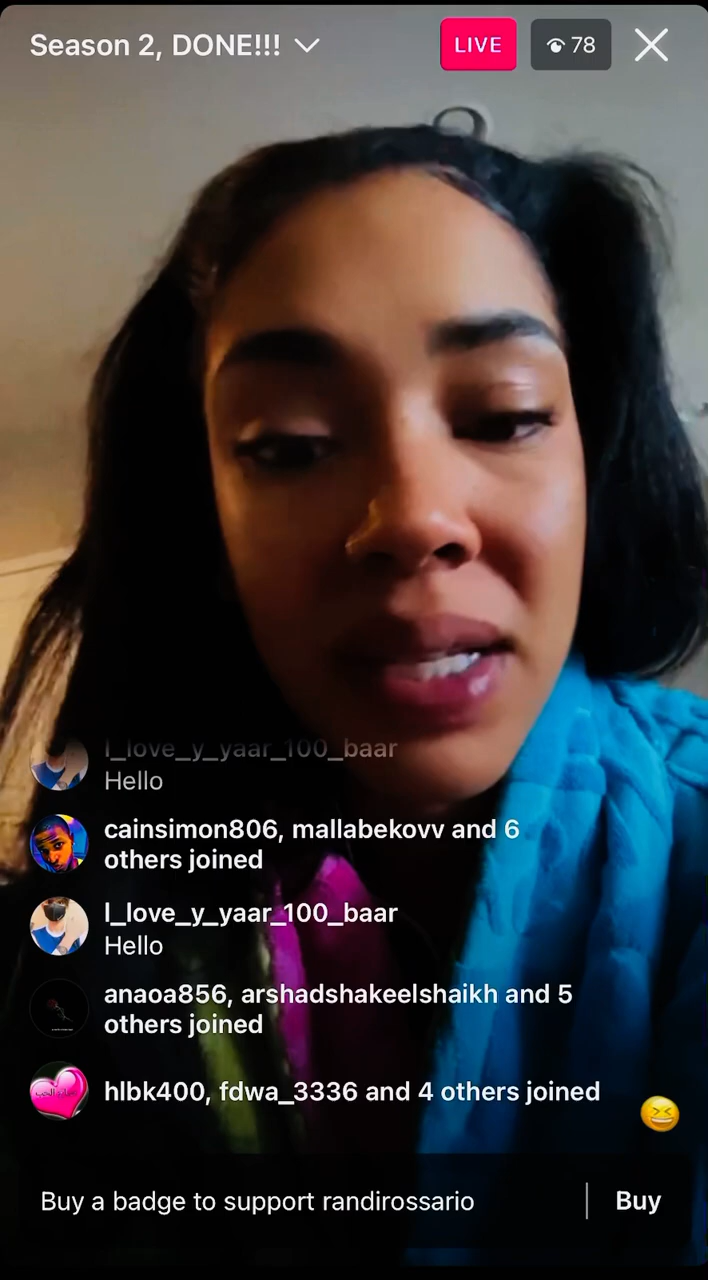 Season 2, DONE!!!
LIVE
78
l_love_y_yaar_100_baar
Hello
cainsimon806, mallabekovv and 6
others joined
l_love_y_yaar_100_baar
Hello
anaoa856, arshadshakeelshaikh and 5
others joined
hlbk400, fdwa_3336 and 4 others joined
Buy a badge to support randirossario
Buy